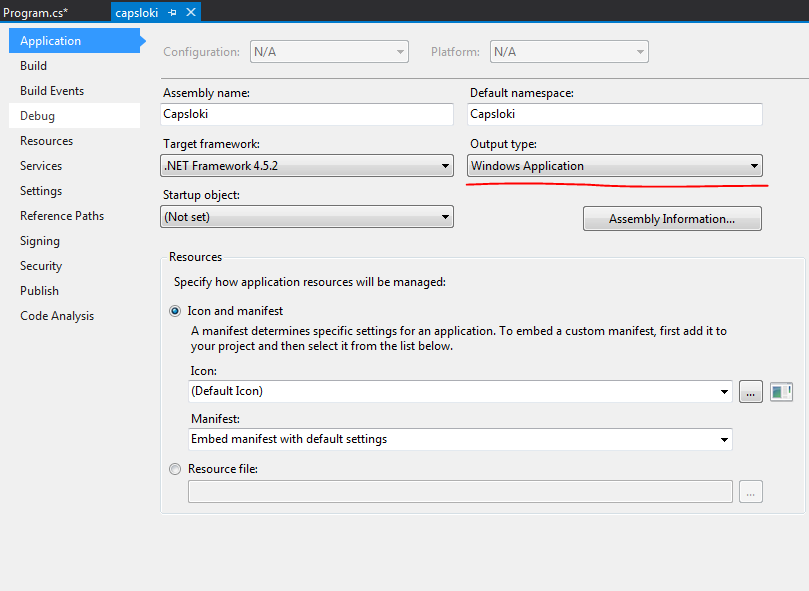 Program.cs*
capsloki
Application
Build
Build Events
Debug
Resources
Services
Settings
Reference Paths
Signing
Security
Publish
Code Analysis
Configuration: N/A Platform: N/A
Assembly name: Default namespace:
Capsloki Capsloki
Target framework: Output type:
.NET Framework 4.5.2 Windows Application
Startup object:
(Not set) Assembly Information...
Resources
Specify how application resources will be managed:
Icon and manifest
A manifest determines specific settings for an application. To embed a custom manifest, first add it to
your project and then select it from the list below.
Icon:
(Default Icon) ...
Manifest:
Embed manifest with default settings
Resource file:
...